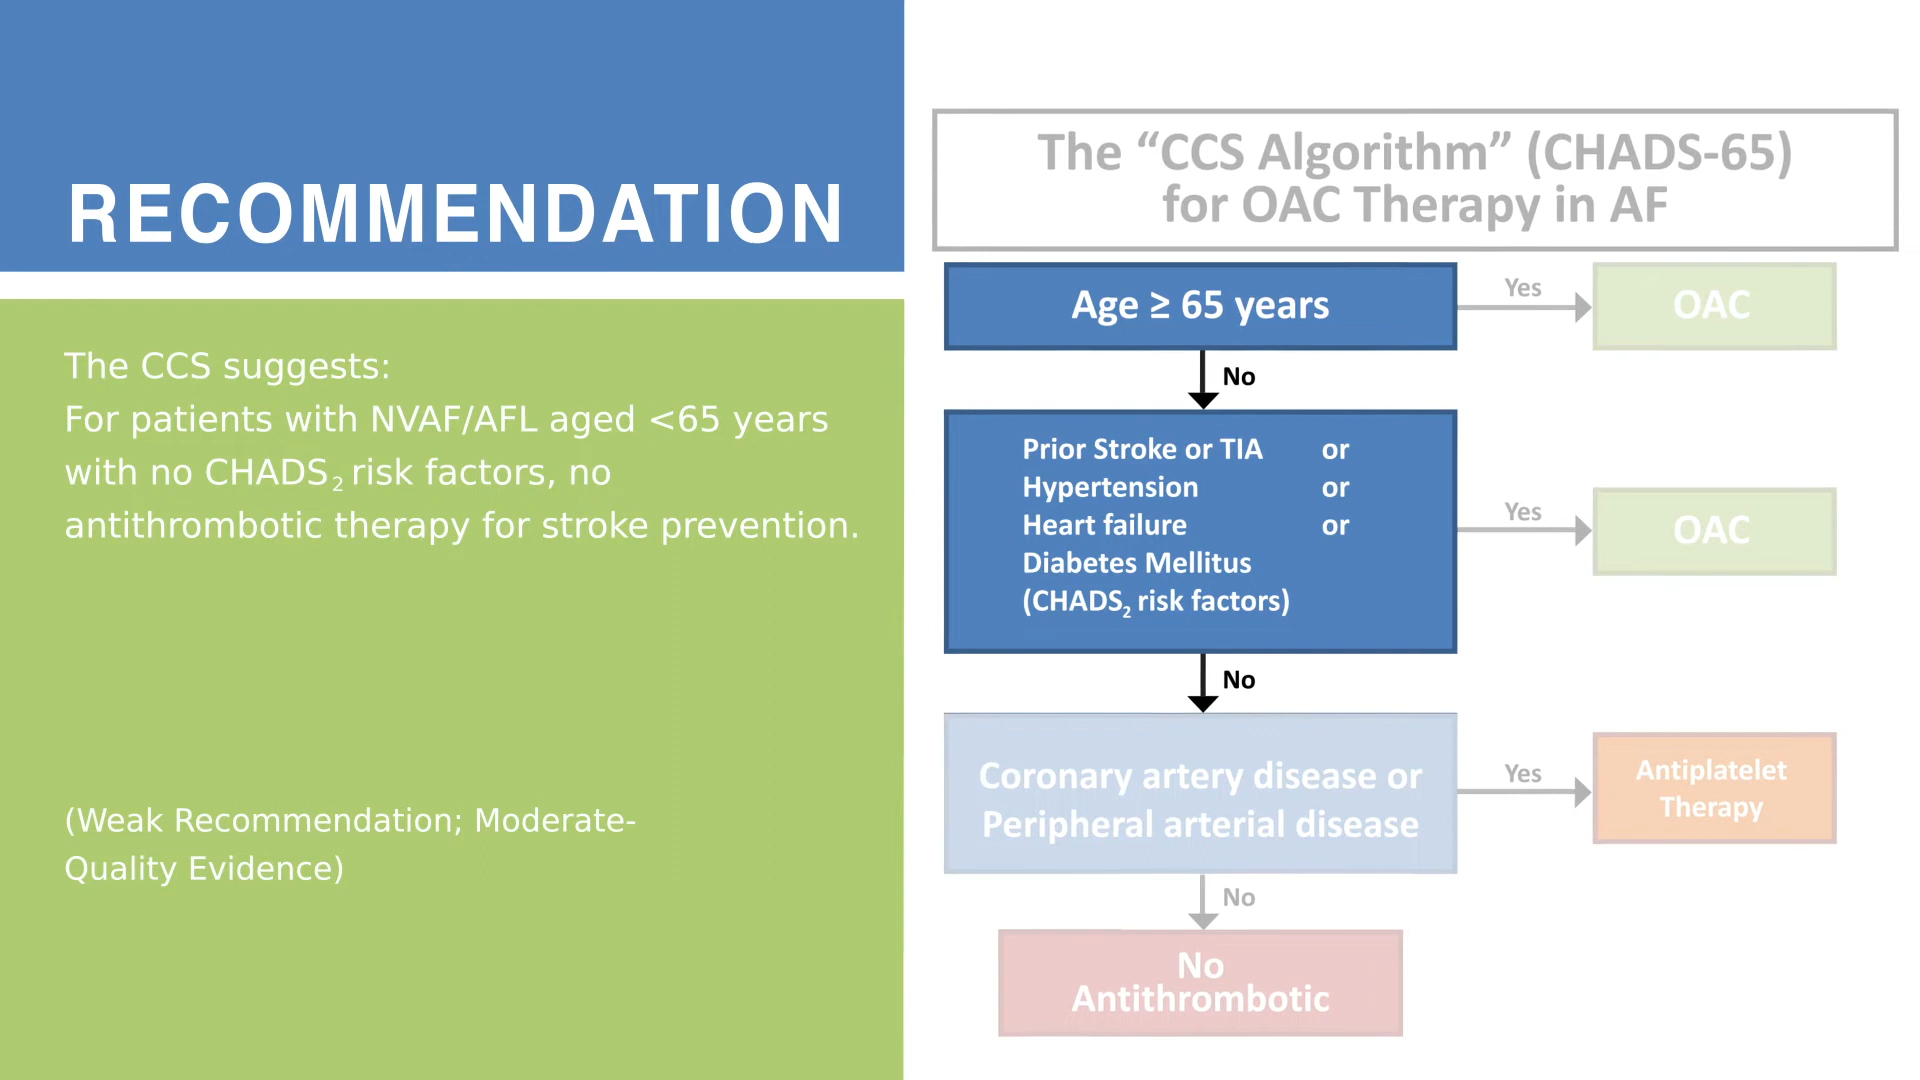 RECOMMENDATION
The CCS suggests:
For patients with NVAF/AFL aged <65 years
with no CHADS₂ risk factors, no
antithrombotic therapy for stroke prevention.
(Weak Recommendation; Moderate-
Quality Evidence)
The “CCS Algorithm” (CHADS-65)
for OAC Therapy in AF
Age ≥ 65 years
Yes
OAC
No
Prior Stroke or TIA or
Hypertension or
Heart failure or
Diabetes Mellitus
(CHADS₂ risk factors)
Yes
OAC
No
Coronary artery disease or
Peripheral arterial disease
Yes
Antiplatelet
Therapy
No
No
Antithrombotic